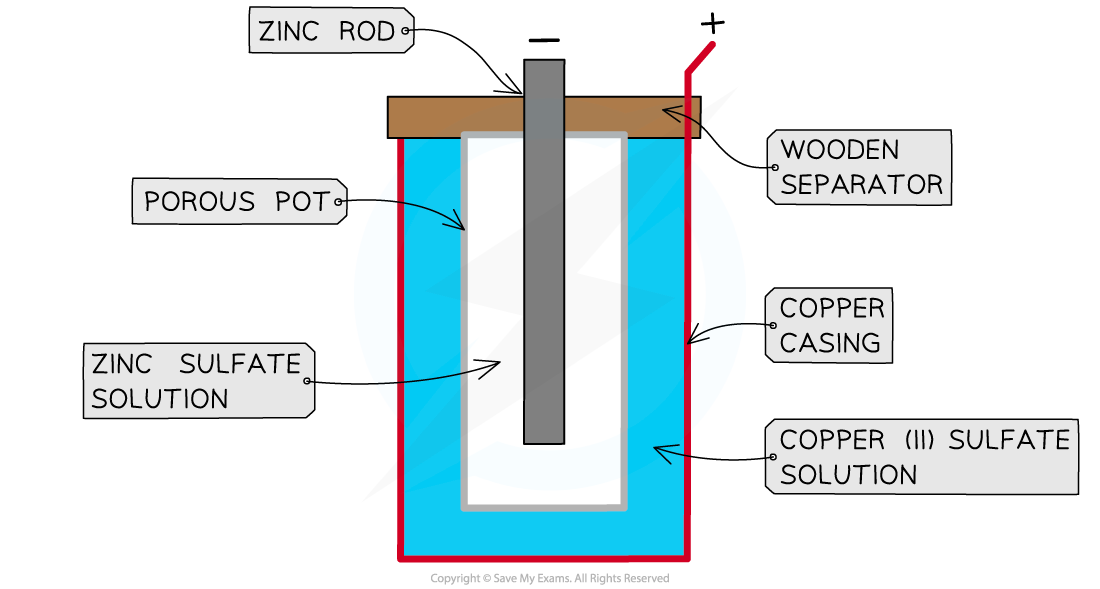 ZINC ROD
−
+
WOODEN
SEPARATOR
POROUS POT
COPPER
CASING
ZINC SULFATE
SOLUTION
COPPER (II) SULFATE
SOLUTION
Copyright © Save My Exams. All Rights Reserved